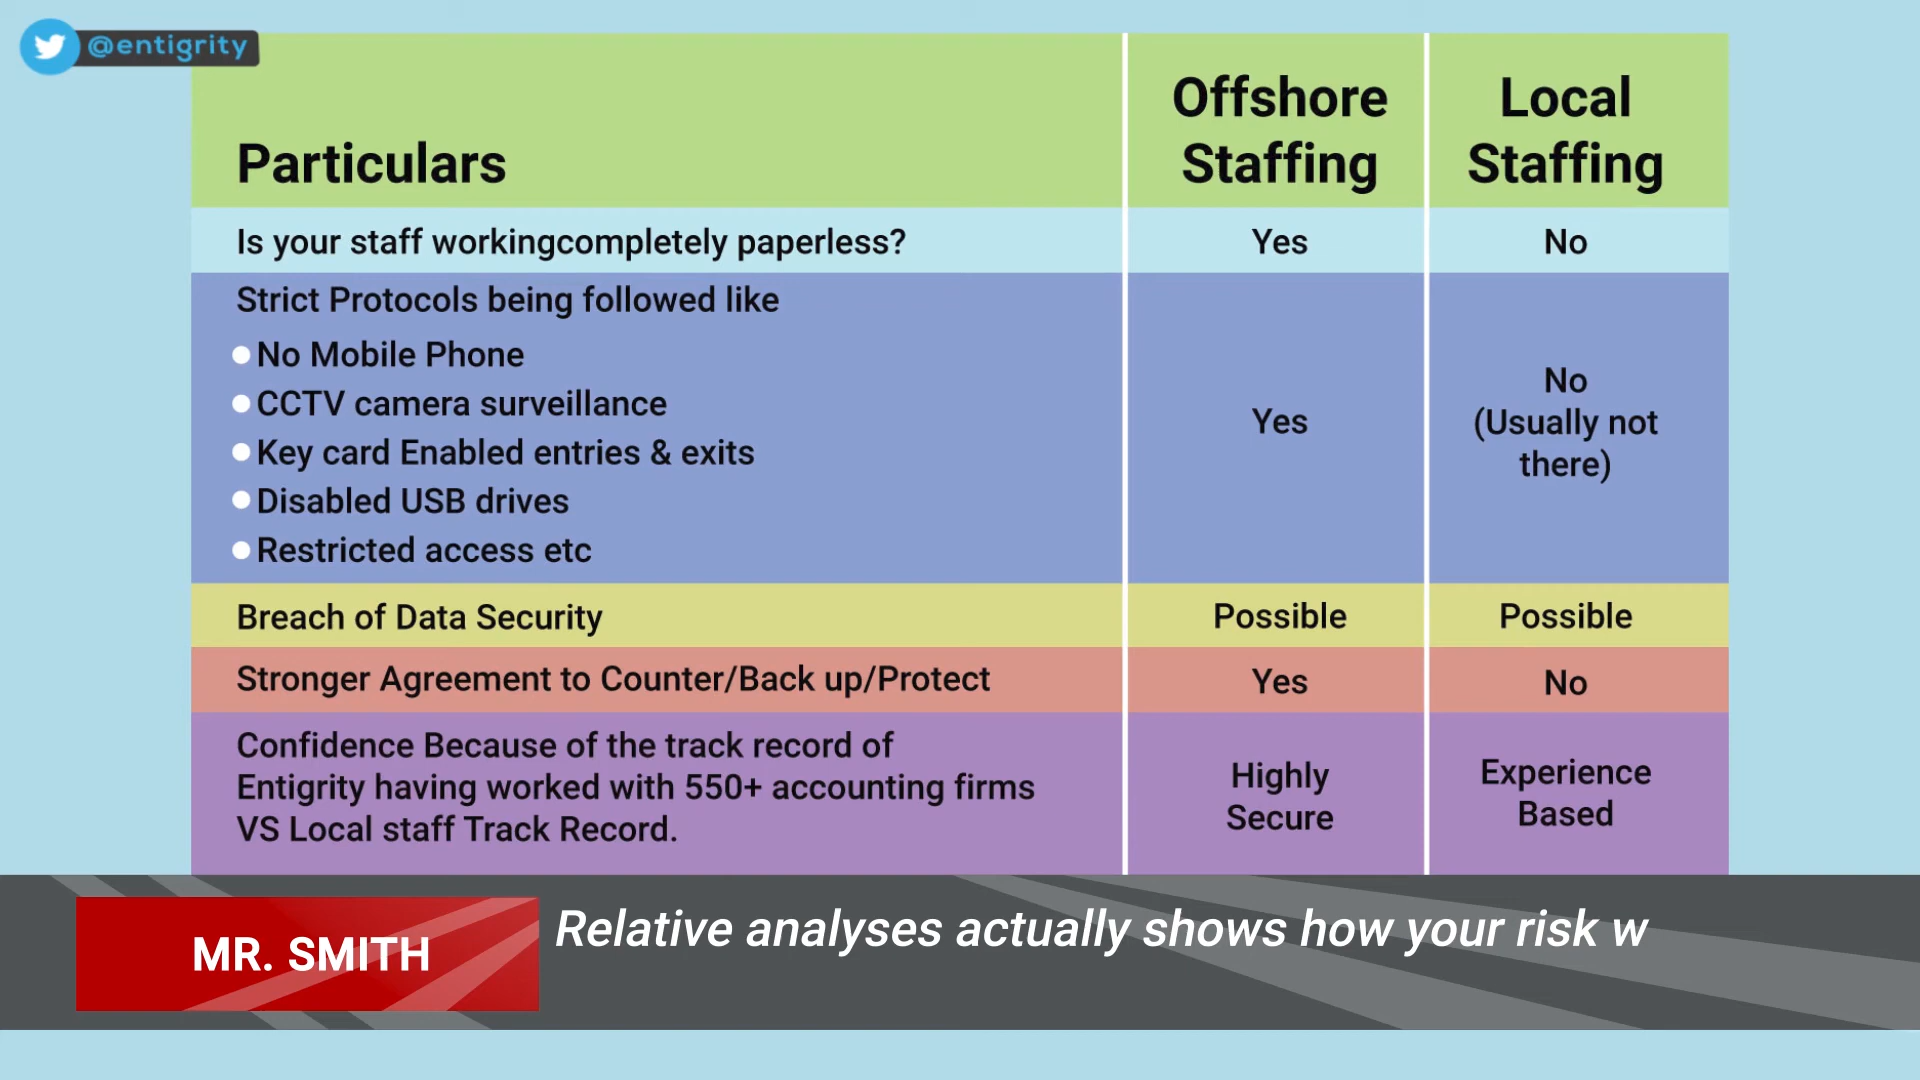 @entigrity
Particulars
Offshore
Staffing
Local
Staffing
Is your staff workingcompletely paperless?
Yes
No
Strict Protocols being followed like
No Mobile Phone
CCTV camera surveillance
Key card Enabled entries & exits
Disabled USB drives
Restricted access etc
Yes
No
(Usually not
there)
Breach of Data Security
Possible
Possible
Stronger Agreement to Counter/Back up/Protect
Yes
No
Confidence Because of the track record of
Entigrity having worked with 550+ accounting firms
VS Local staff Track Record.
Highly
Secure
Experience
Based
MR. SMITH
Relative analyses actually shows how your risk w